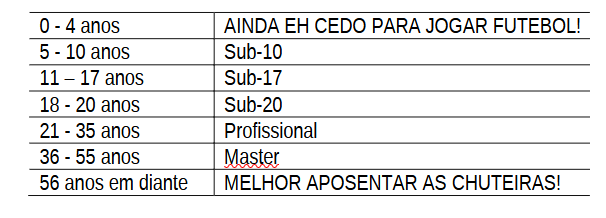 0 - 4 anos AINDA EH CEDO PARA JOGAR FUTEBOL!
5 - 10 anos Sub-10
11 – 17 anos Sub-17
18 - 20 anos Sub-20
21 - 35 anos Profissional
36 - 55 anos Master
56 anos em diante MELHOR APOSENTAR AS CHUTEIRAS!